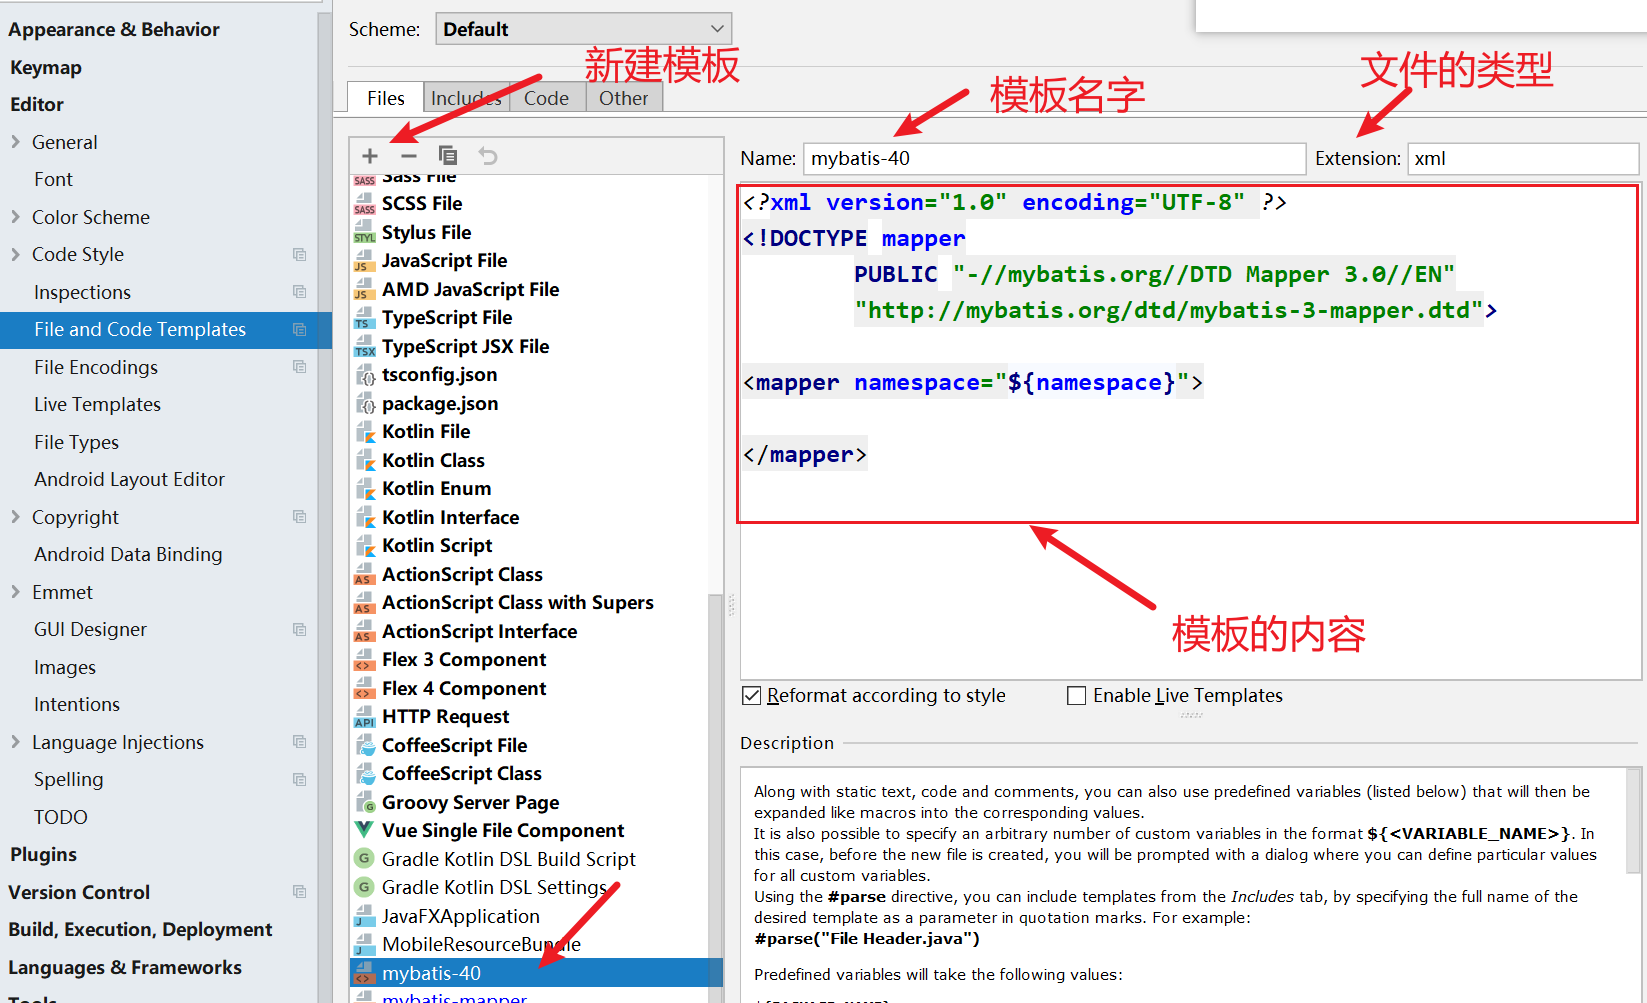 Appearance & Behavior
Keymap
Editor
General
Font
Color Scheme
Code Style
Inspections
File and Code Templates
File Encodings
Live Templates
File Types
Android Layout Editor
Copyright
Android Data Binding
Emmet
GUI Designer
Images
Intentions
Language Injections
Spelling
TODO
Plugins
Version Control
Build, Execution, Deployment
Languages & Frameworks
Tools
Scheme: Default
新建模板
Files Includes Code Other
模板名字
文件的类型
Sass File
SCSS File
Stylus File
JavaScript File
AMD JavaScript File
TypeScript File
TypeScript JSX File
tsconfig.json
package.json
Kotlin File
Kotlin Class
Kotlin Enum
Kotlin Interface
Kotlin Script
ActionScript Class
ActionScript Class with Supers
ActionScript Interface
Flex 3 Component
Flex 4 Component
HTTP Request
CoffeeScript File
CoffeeScript Class
Groovy Server Page
Vue Single File Component
Gradle Kotlin DSL Build Script
Gradle Kotlin DSL Settings
JavaFXApplication
MobileResourceBundle
mybatis-40
mybatis-mapper
Name: mybatis-40 Extension: xml
<?xml version="1.0" encoding="UTF-8" ?>
<!DOCTYPE mapper
PUBLIC "-//mybatis.org//DTD Mapper 3.0//EN"
"http://mybatis.org/dtd/mybatis-3-mapper.dtd">
<mapper namespace="${namespace}">
</mapper>
模板的内容
Reformat according to style Enable Live Templates
Description
Along with static text, code and comments, you can also use predefined variables (listed below) that will then be
expanded like macros into the corresponding values.
It is also possible to specify an arbitrary number of custom variables in the format ${<VARIABLE_NAME>}. In
this case, before the new file is created, you will be prompted with a dialog where you can define particular values
for all custom variables.
Using the #parse directive, you can include templates from the Includes tab, by specifying the full name of the
desired template as a parameter in quotation marks. For example:
#parse("File Header.java")
Predefined variables will take the following values: